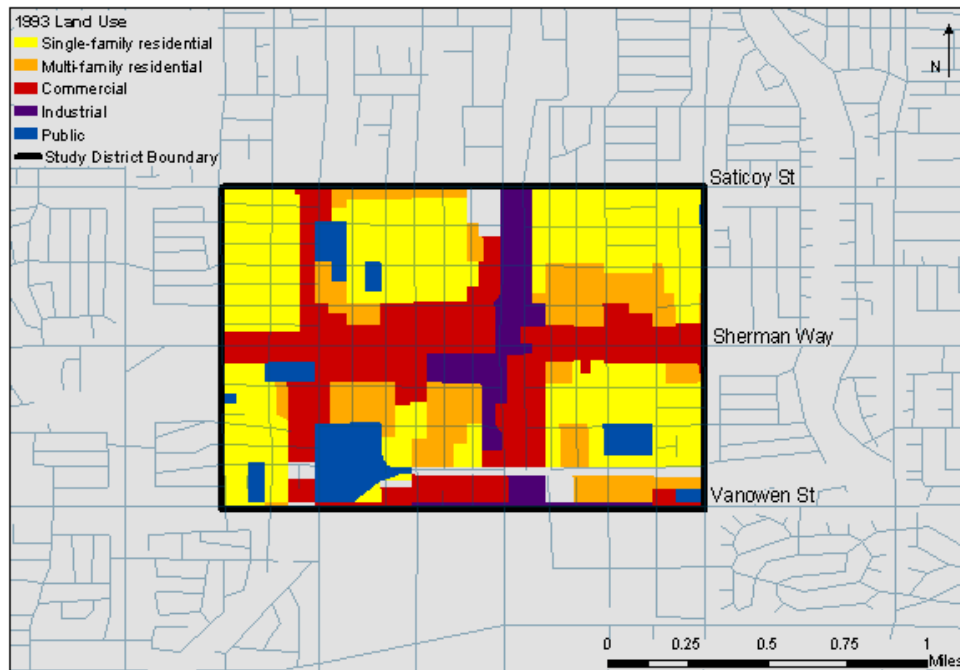 1993 Land Use
Single-family residential
Multi-family residential
Commercial
Industrial
Public
Study District Boundary
N
Saticoy St
Sherman Way
Vanowen St
0 0.25 0.5 0.75 1
Miles